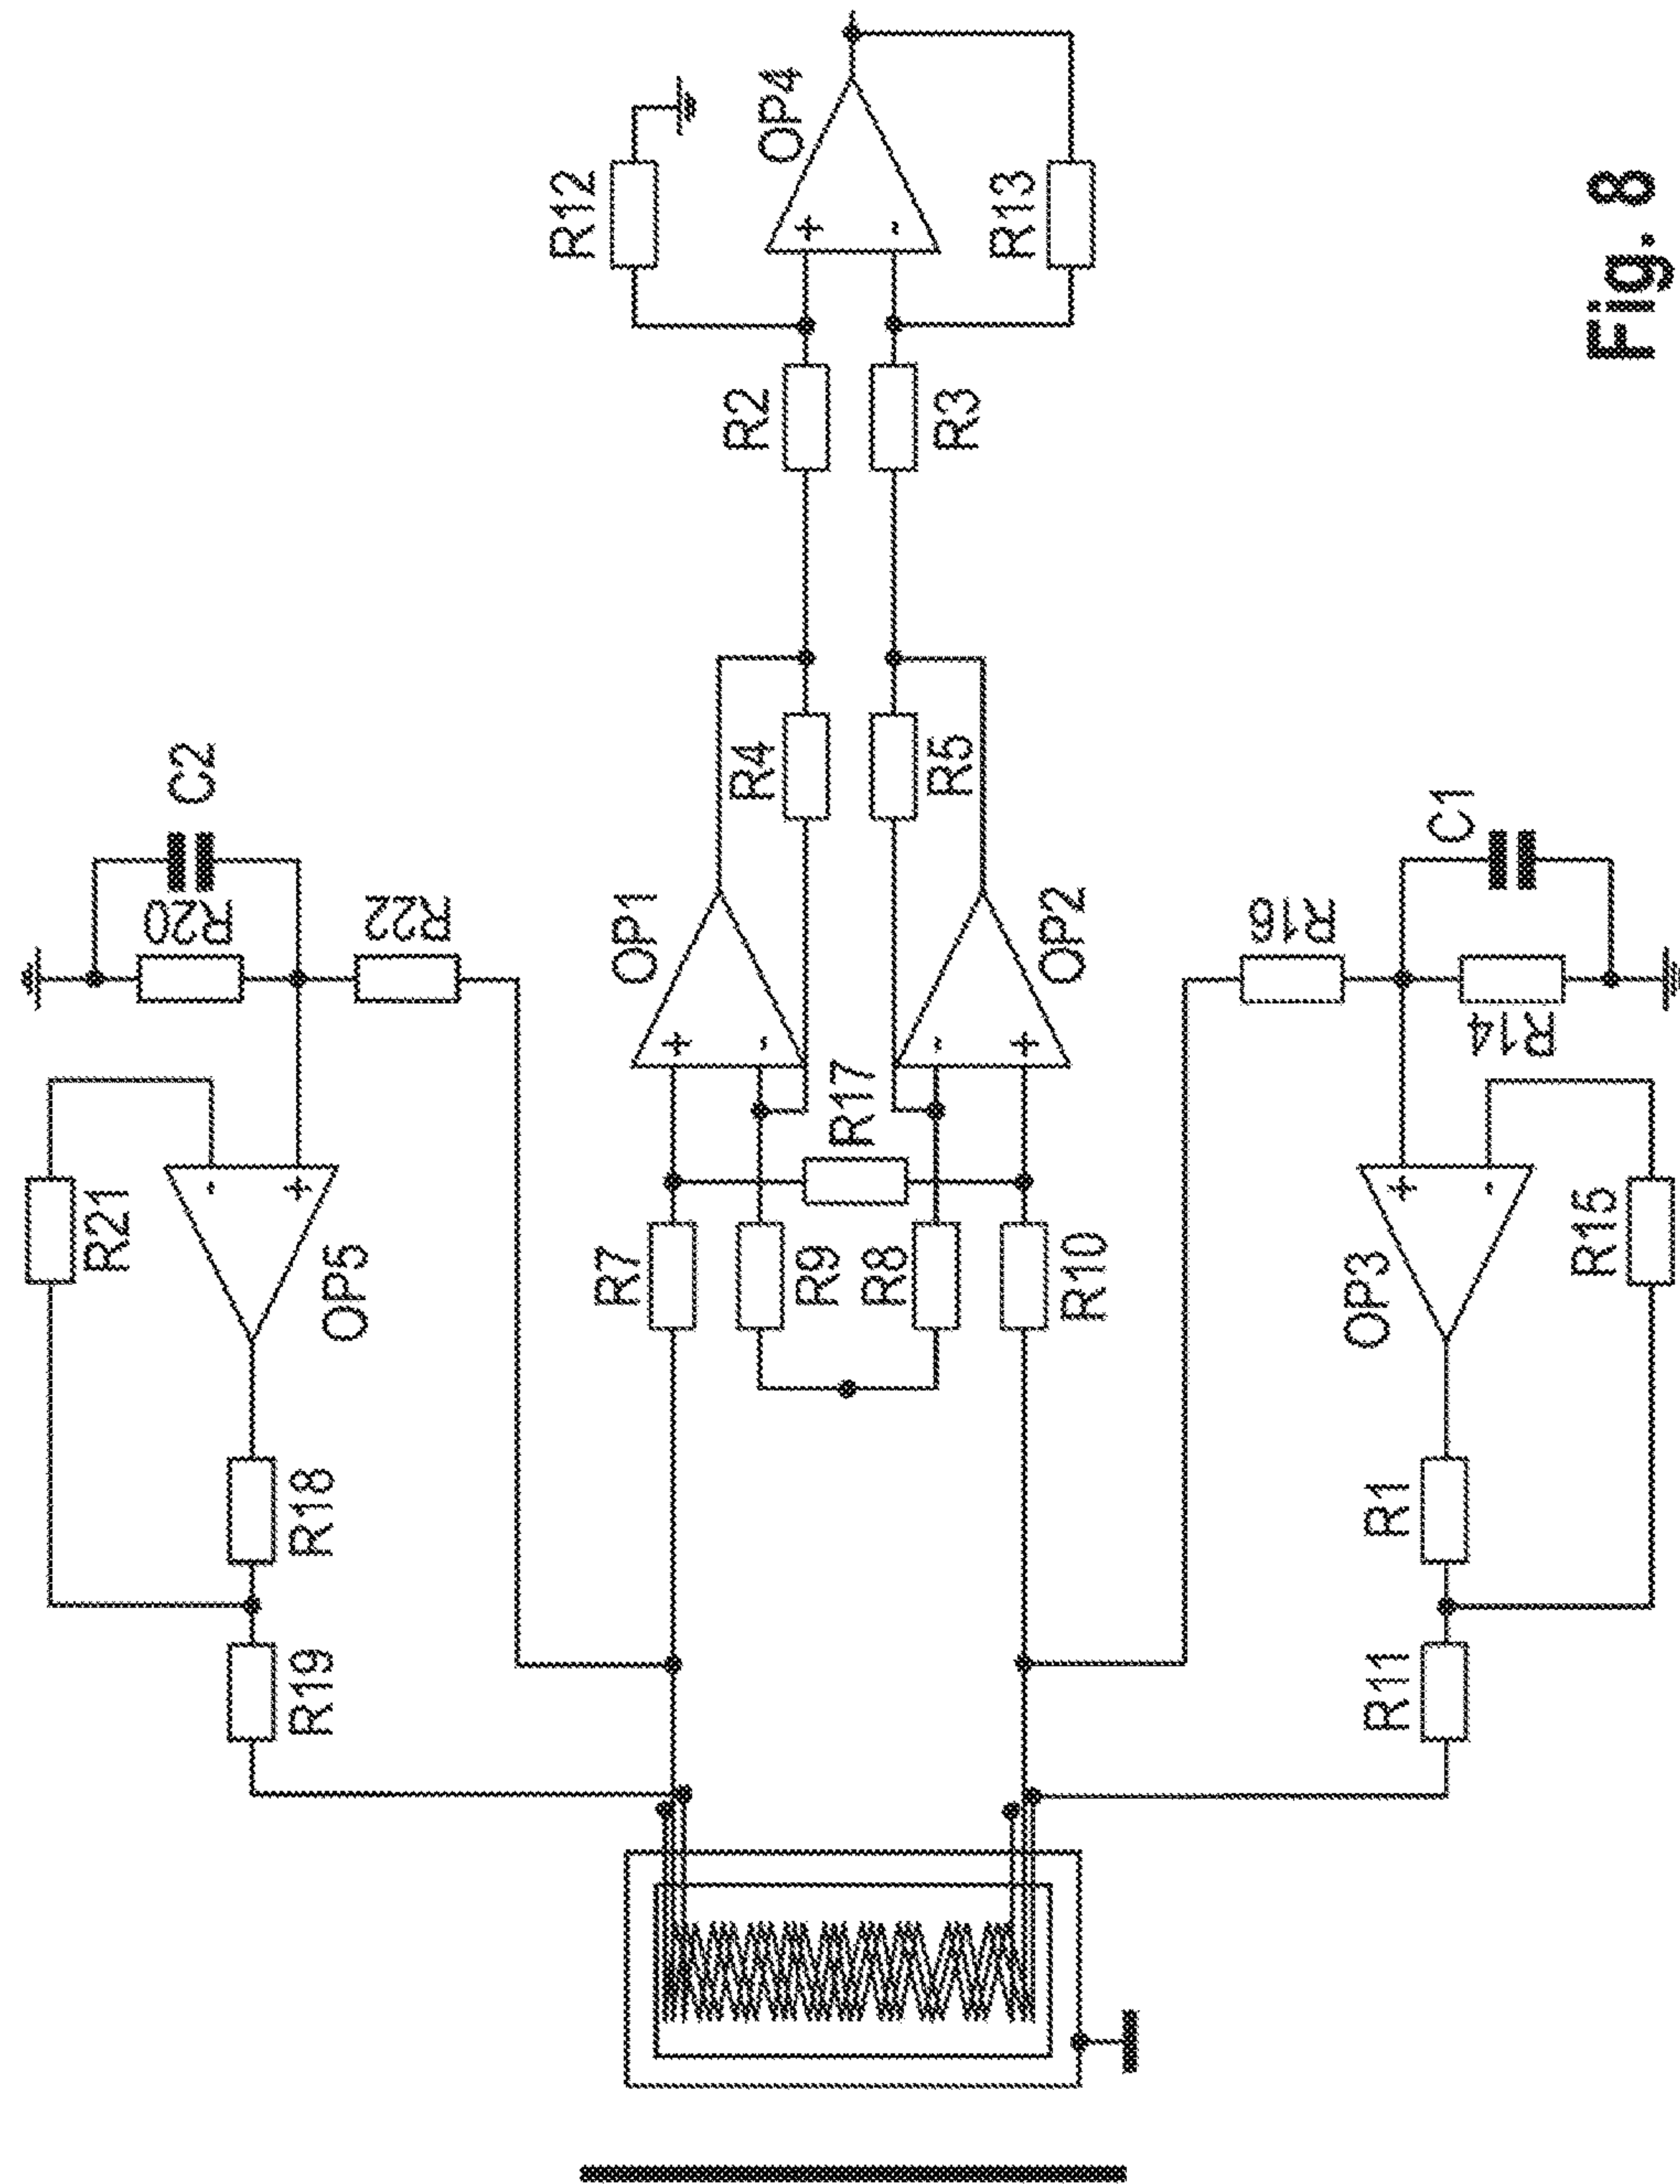 R12
OP4
R13
R2
R3
Fig. 8
C2
R20
R22
OP1
R4
R5
OP2
C1
R16
R14
+
-
+
-
-
+
R21
-
+
OP5
R17
R7
R9
R8
R10
+
-
OP3
R15
R18
R1
R19
R11